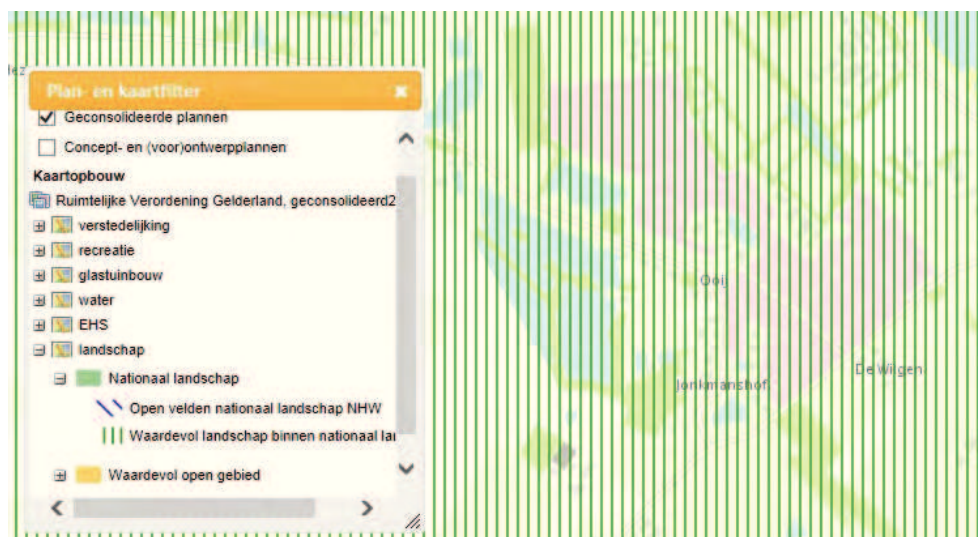 Plan- en kaartfilter
Geconsolideerde plannen
Concept- en (voor)ontwerpplannen
Kaartopbouw
Ruimtelijke Verordening Gelderland, geconsolideerd2
verstedelijking
recreatie
glastuinbouw
water
EHS
landschap
Nationaal landschap
Open velden nationaal landschap NHW
Waardevol landschap binnen nationaal lan
Waardevol open gebied
Ooij
Jonkmanshof
De Wilgen